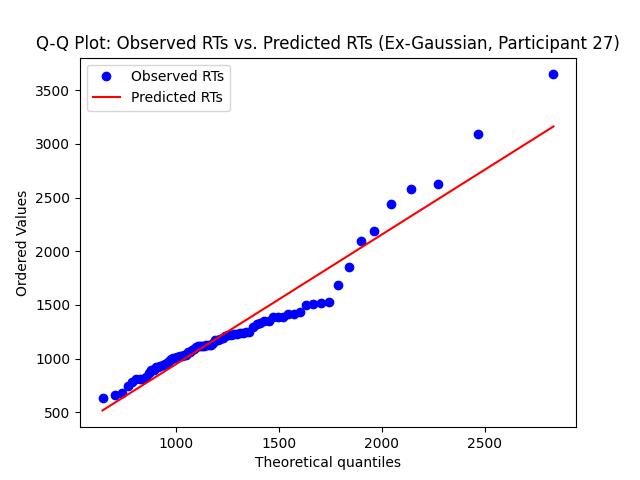 Q-Q Plot: Observed RTs vs. Predicted RTs (Ex-Gaussian, Participant 27)
Observed RTs
Predicted RTs
Ordered Values
3500
3000
2500
2000
1500
1000
500
1000 1500 2000 2500
Theoretical quantiles